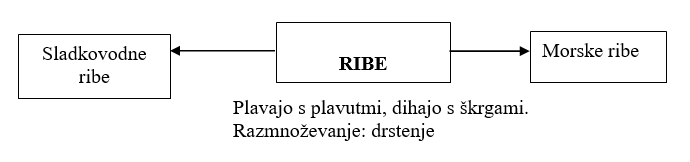 Sladkovodne
ribe
RIBE
Morske ribe
Plavajo s plavutmi, dihajo s škrgami.
Razmnoževanje: drstenje